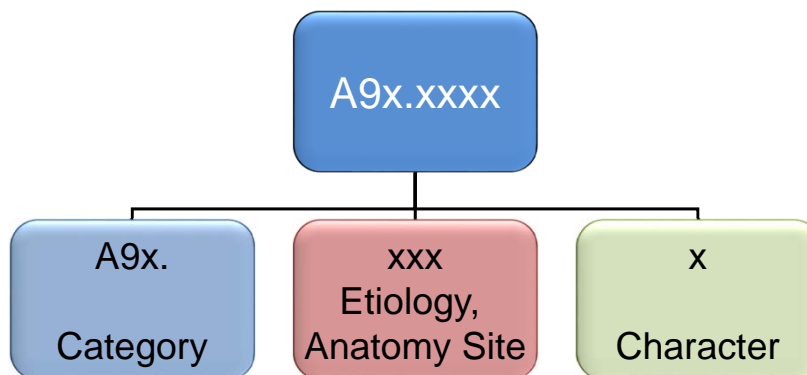 A9x.xxxx
A9x.
Category
xxx
Etiology,
Anatomy Site
x
Character